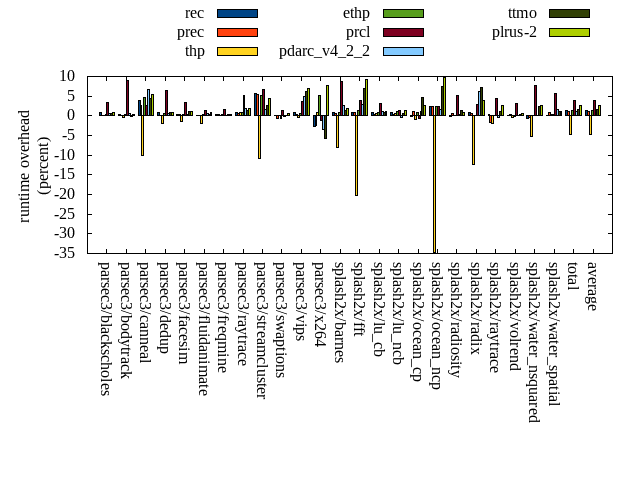 rec
prec
thp
ethp
prcl
pdarc_v4_2_2
ttmo
plrus-2
runtime overhead
(percent)
10
5
0
-5
-10
-15
-20
-25
-30
-35
parsec3/blackscholes
parsec3/bodytrack
parsec3/canneal
parsec3/dedup
parsec3/facesim
parsec3/fluidanimate
parsec3/freqmine
parsec3/raytrace
parsec3/streamcluster
parsec3/swaptions
parsec3/vips
parsec3/x264
splash2x/barnes
splash2x/fft
splash2x/lu_cb
splash2x/lu_ncb
splash2x/ocean_cp
splash2x/ocean_ncp
splash2x/radiosity
splash2x/radix
splash2x/raytrace
splash2x/volrend
splash2x/water_nsquared
splash2x/water_spatial
total
average